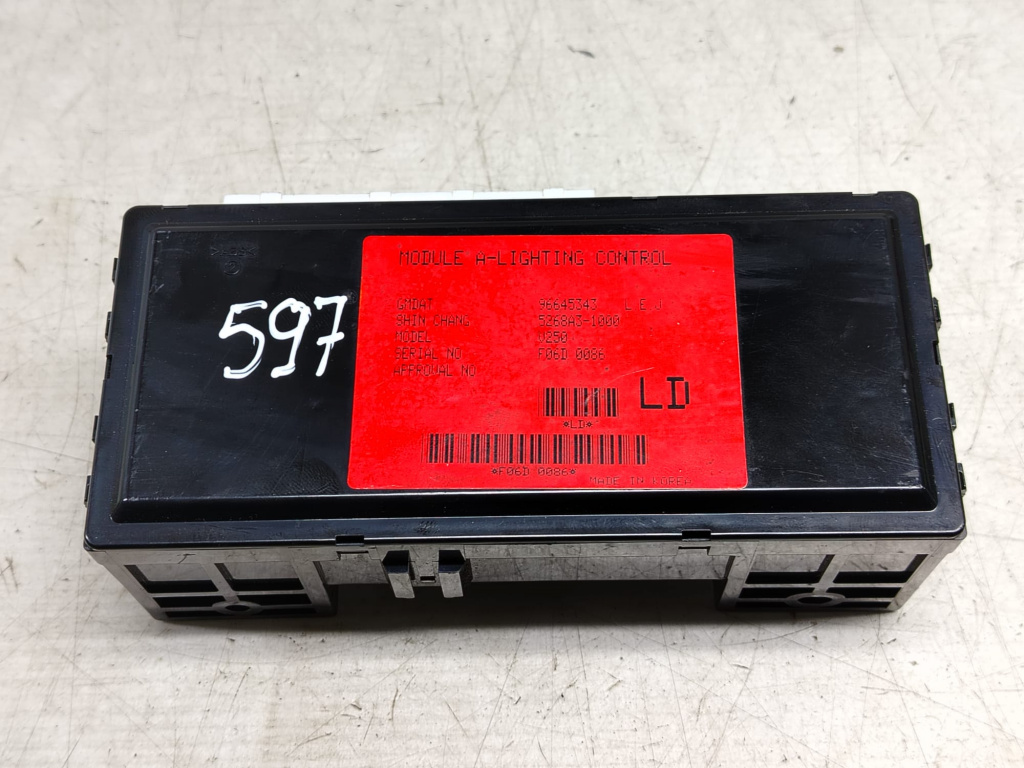 MODULE A-LIGHTING CONTROL
GMDAT 96645343 L E J
SHIN CHANG 5268A3-1000
MODEL V250
SERIAL NO F06D 0086
APPROVAL NO
597
LD
*LD*
*F06D 0086*
MADE IN KOREA